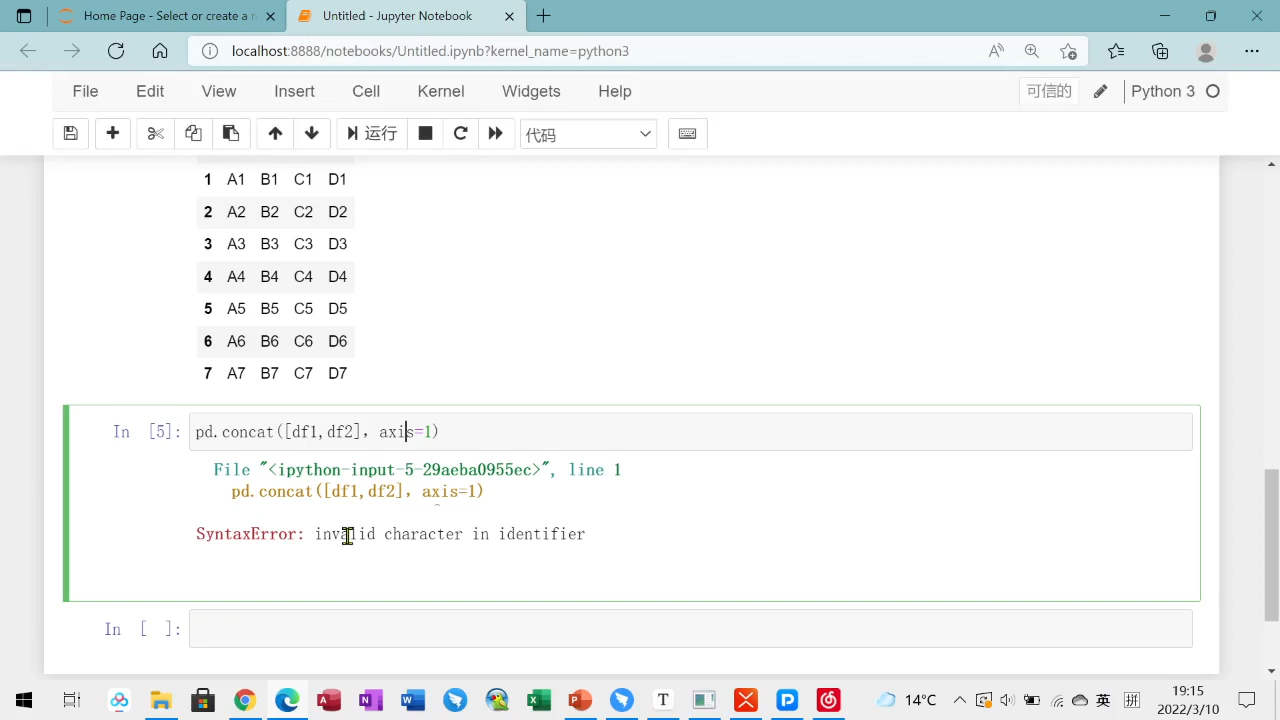 Home Page - Select or create a n
Untitled - Jupyter Notebook
localhost:8888/notebooks/Untitled.ipynb?kernel_name=python3
File Edit View Insert Cell Kernel Widgets Help 可信的 Python 3
运行 代码
1 A1 B1 C1 D1
2 A2 B2 C2 D2
3 A3 B3 C3 D3
4 A4 B4 C4 D4
5 A5 B5 C5 D5
6 A6 B6 C6 D6
7 A7 B7 C7 D7
In [5]: pd.concat([df1,df2]，axis=1)
File "<ipython-input-5-29aeba0955ec>", line 1
pd.concat([df1,df2]，axis=1)
^
SyntaxError: invalid character in identifier
In [ ]:
14°C 英 拼 19:15
2022/3/10